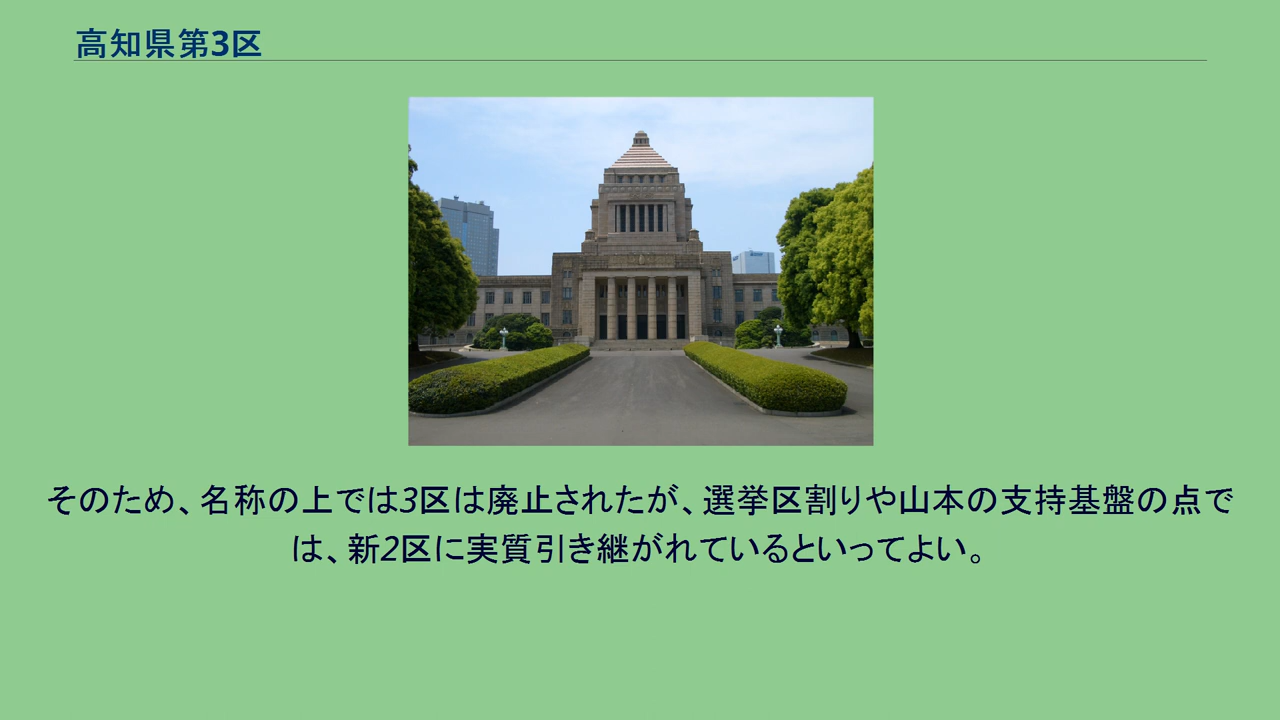 高知県第3区
そのため、名称の上では3区は廃止されたが、選挙区割りや山本の支持基盤の点で
は、新2区に実質引き継がれているといってよい。